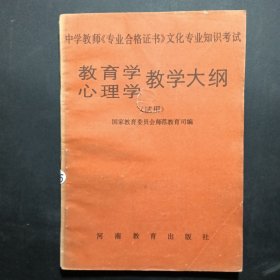 中学教师《专业合格证书》文化专业知识考试
教育学
心理学
教学大纲
(试用)
国家教育委员会师范教育司编
河南教育出版社